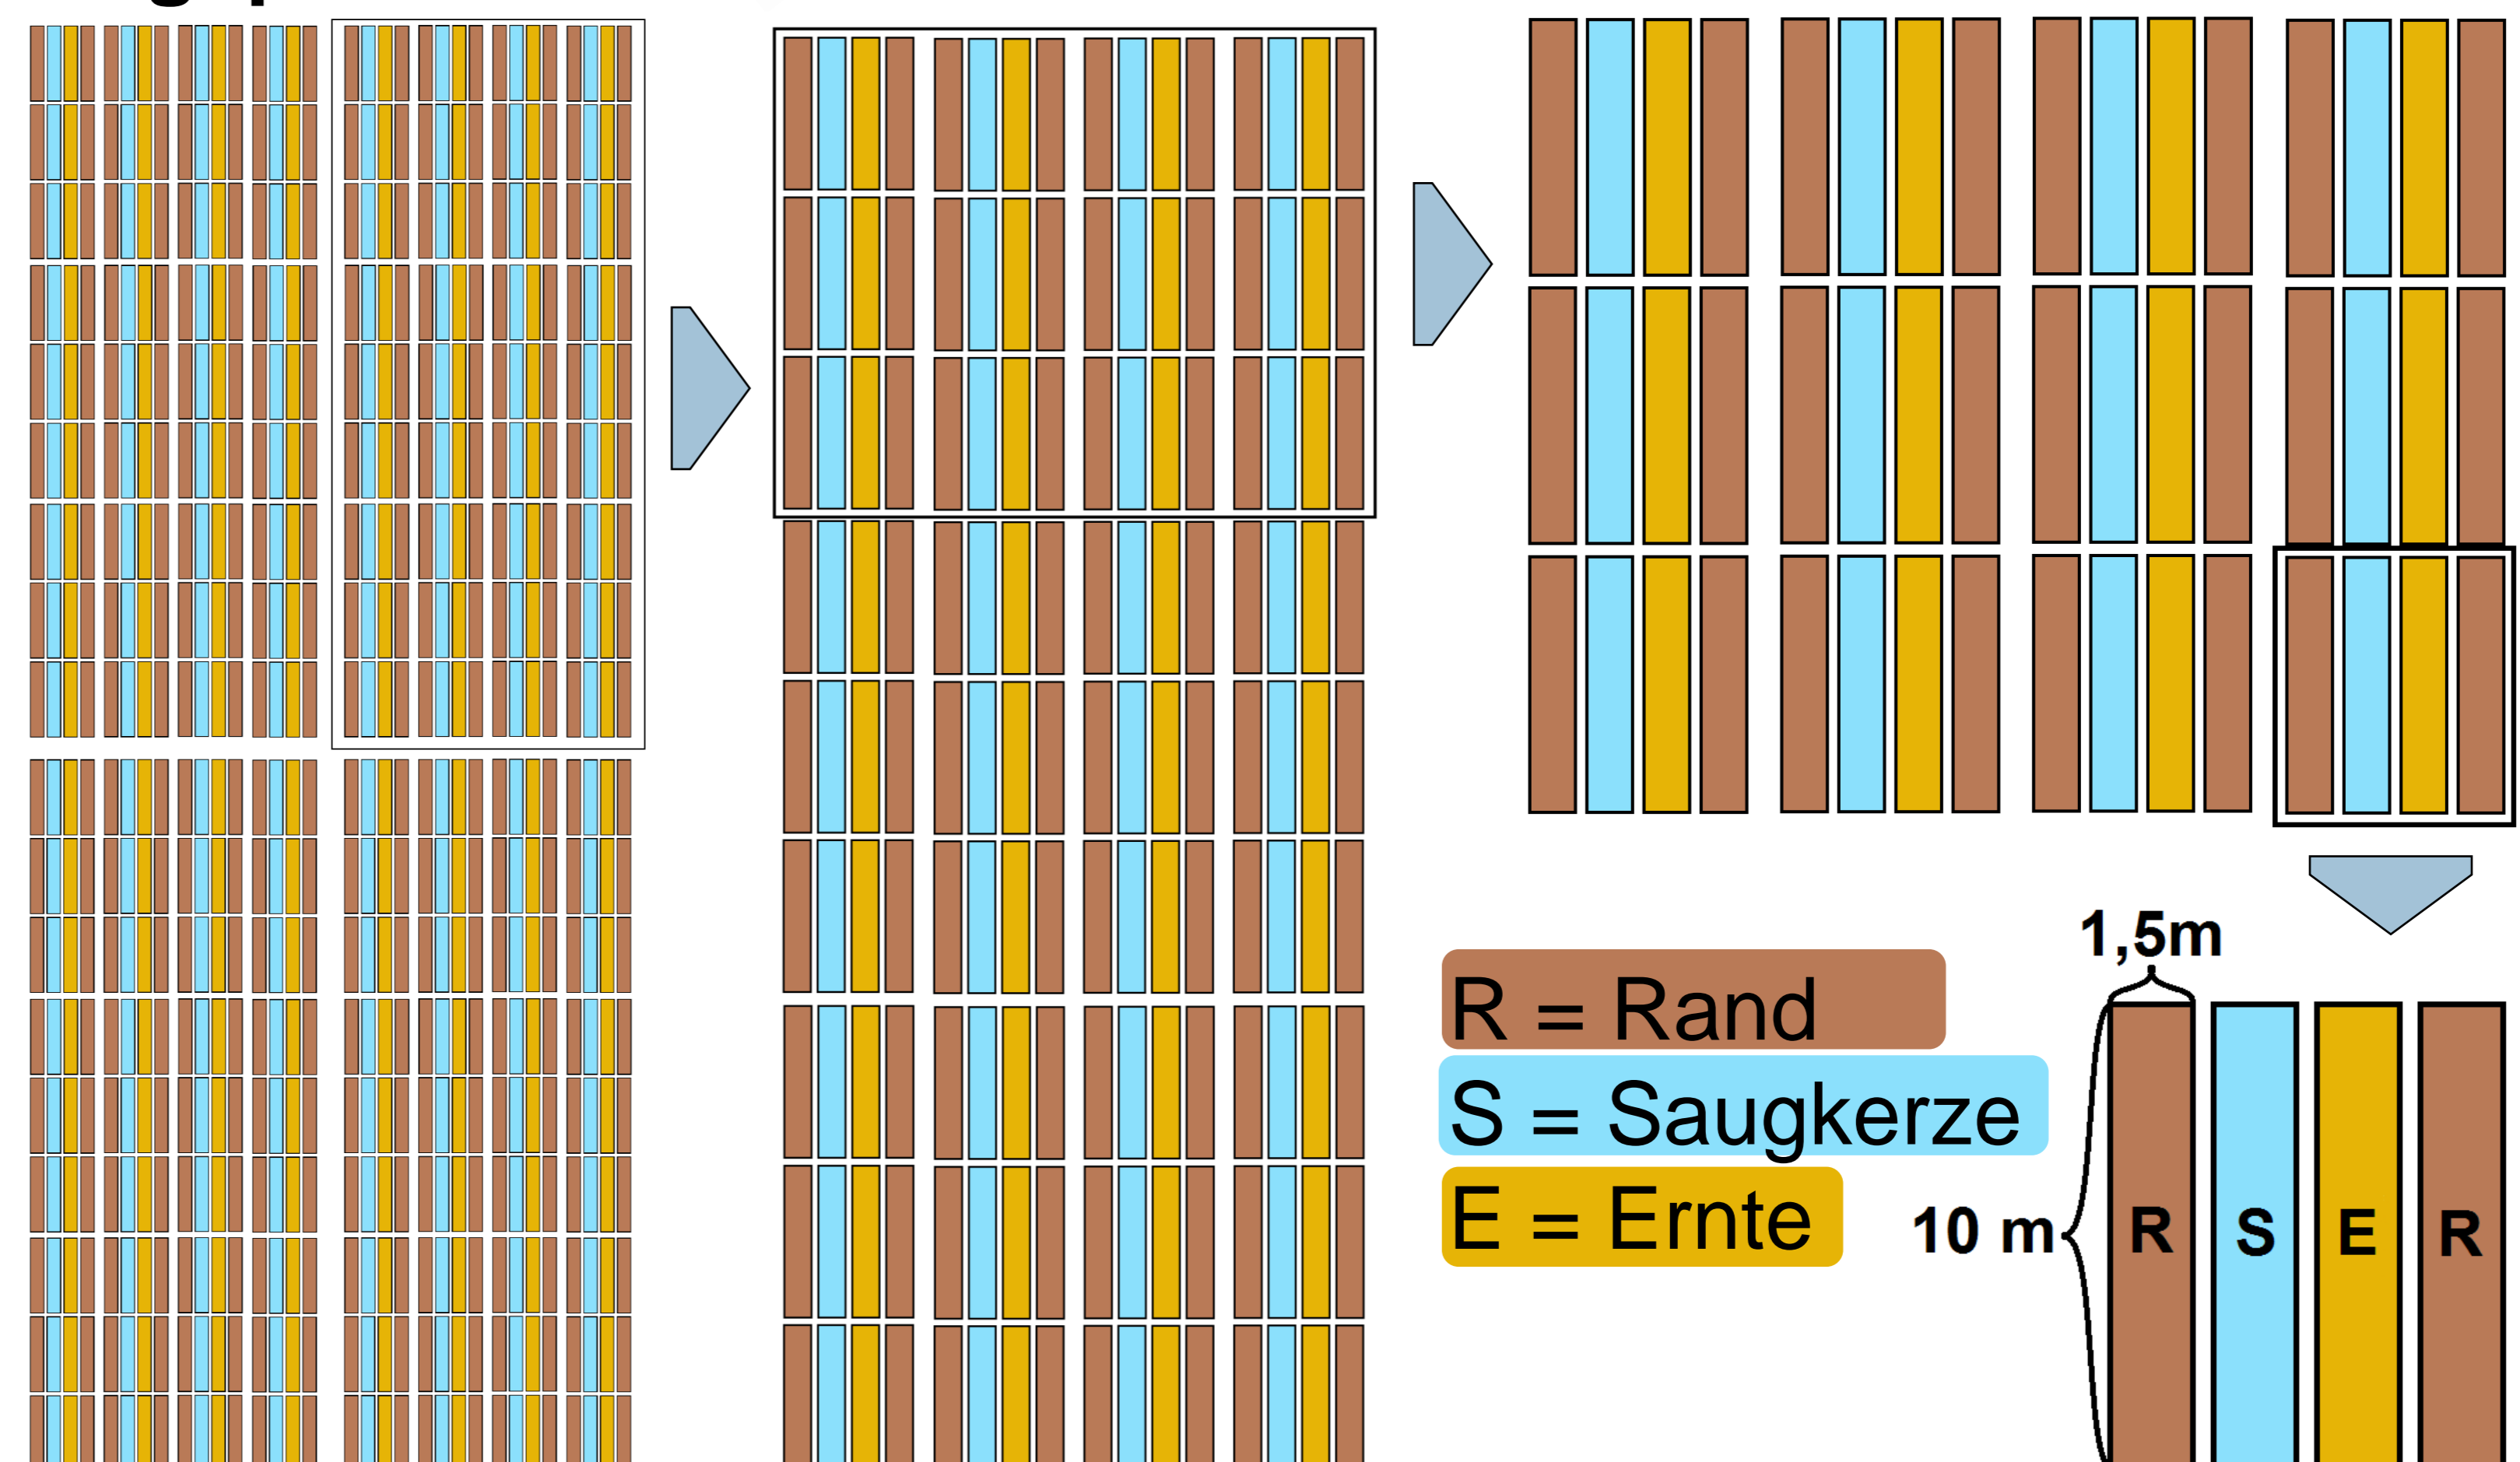 R = Rand
S = Saugkerze
E = Ernte
1,5m
10 m
R S E R